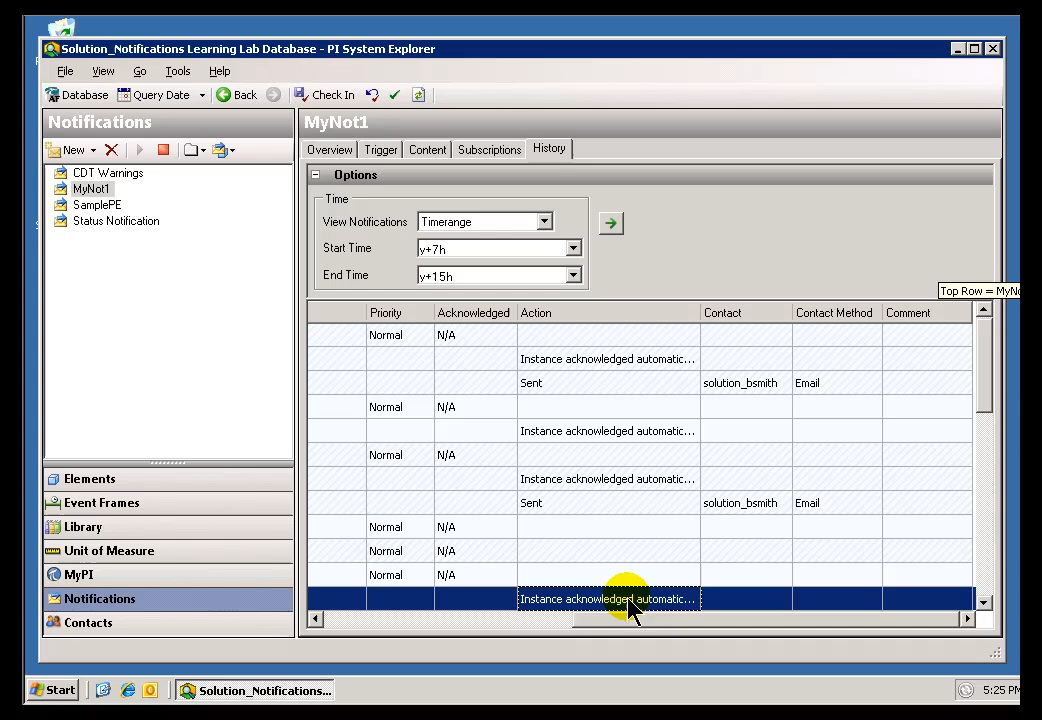 Solution_Notifications Learning Lab Database - PI System Explorer
File View Go Tools Help
Database Query Date Back Check In
Notifications
New
CDT Warnings
MyNot1
SamplePE
Status Notification
Elements
Event Frames
Library
Unit of Measure
MyPI
Notifications
Contacts
MyNot1
Overview Trigger Content Subscriptions History
Options
Time
View Notifications Timerange
Start Time y+7h
End Time y+15h
Top Row = MyNo
Priority Acknowledged Action Contact Contact Method Comment
Normal N/A
Instance acknowledged automatic...
Sent solution_bsmith Email
Normal N/A
Instance acknowledged automatic...
Normal N/A
Instance acknowledged automatic...
Sent solution_bsmith Email
Normal N/A
Normal N/A
Normal N/A
Instance acknowledged automatic...
Start Solution_Notifications... 5:25 PM